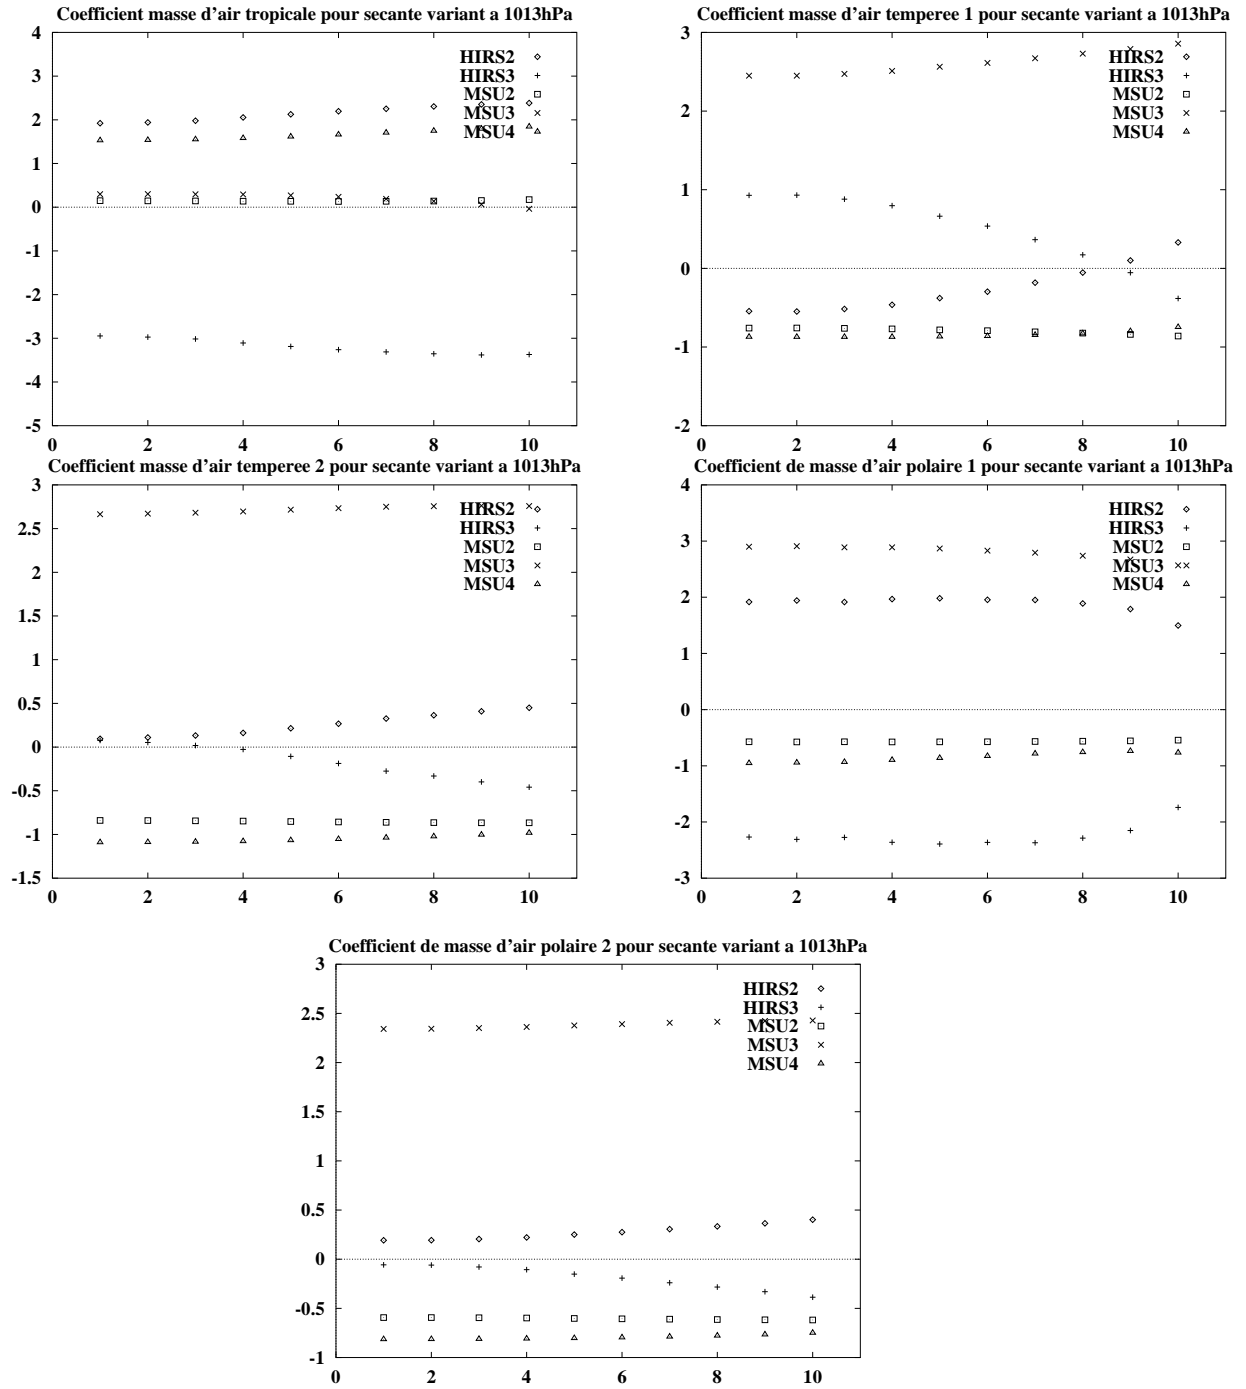 Coefficient masse d'air tropicale pour secante variant a 1013hPa
4
3
2
1
0
-1
-2
-3
-4
-5
0 2 4 6 8 10
HIRS2
HIRS3
MSU2
MSU3
MSU4
Coefficient masse d'air temperee 1 pour secante variant a 1013hPa
3
2
1
0
-1
-2
0 2 4 6 8 10
HIRS2
HIRS3
MSU2
MSU3
MSU4
Coefficient masse d'air temperee 2 pour secante variant a 1013hPa
3
2.5
2
1.5
1
0.5
0
-0.5
-1
-1.5
0 2 4 6 8 10
HIRS2
HIRS3
MSU2
MSU3
MSU4
Coefficient de masse d'air polaire 1 pour secante variant a 1013hPa
4
3
2
1
0
-1
-2
-3
0 2 4 6 8 10
HIRS2
HIRS3
MSU2
MSU3
MSU4
Coefficient de masse d'air polaire 2 pour secante variant a 1013hPa
3
2.5
2
1.5
1
0.5
0
-0.5
-1
0 2 4 6 8 10
HIRS2
HIRS3
MSU2
MSU3
MSU4